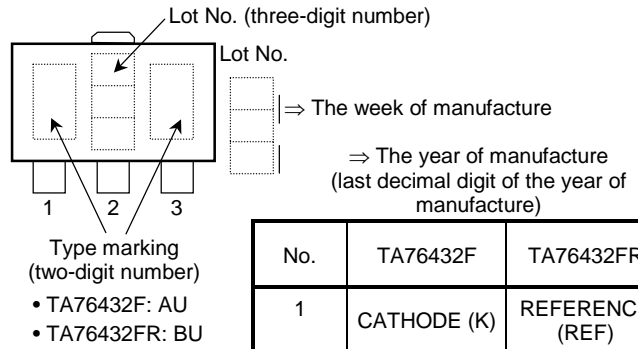 Lot No. (three-digit number)
Lot No.
⇒ The week of manufacture
⇒ The year of manufacture
(last decimal digit of the year of
manufacture)
1 2 3
Type marking
(two-digit number)
• TA76432F: AU
• TA76432FR: BU
No. TA76432F TA76432FR
1 CATHODE (K) REFERENC
(REF)